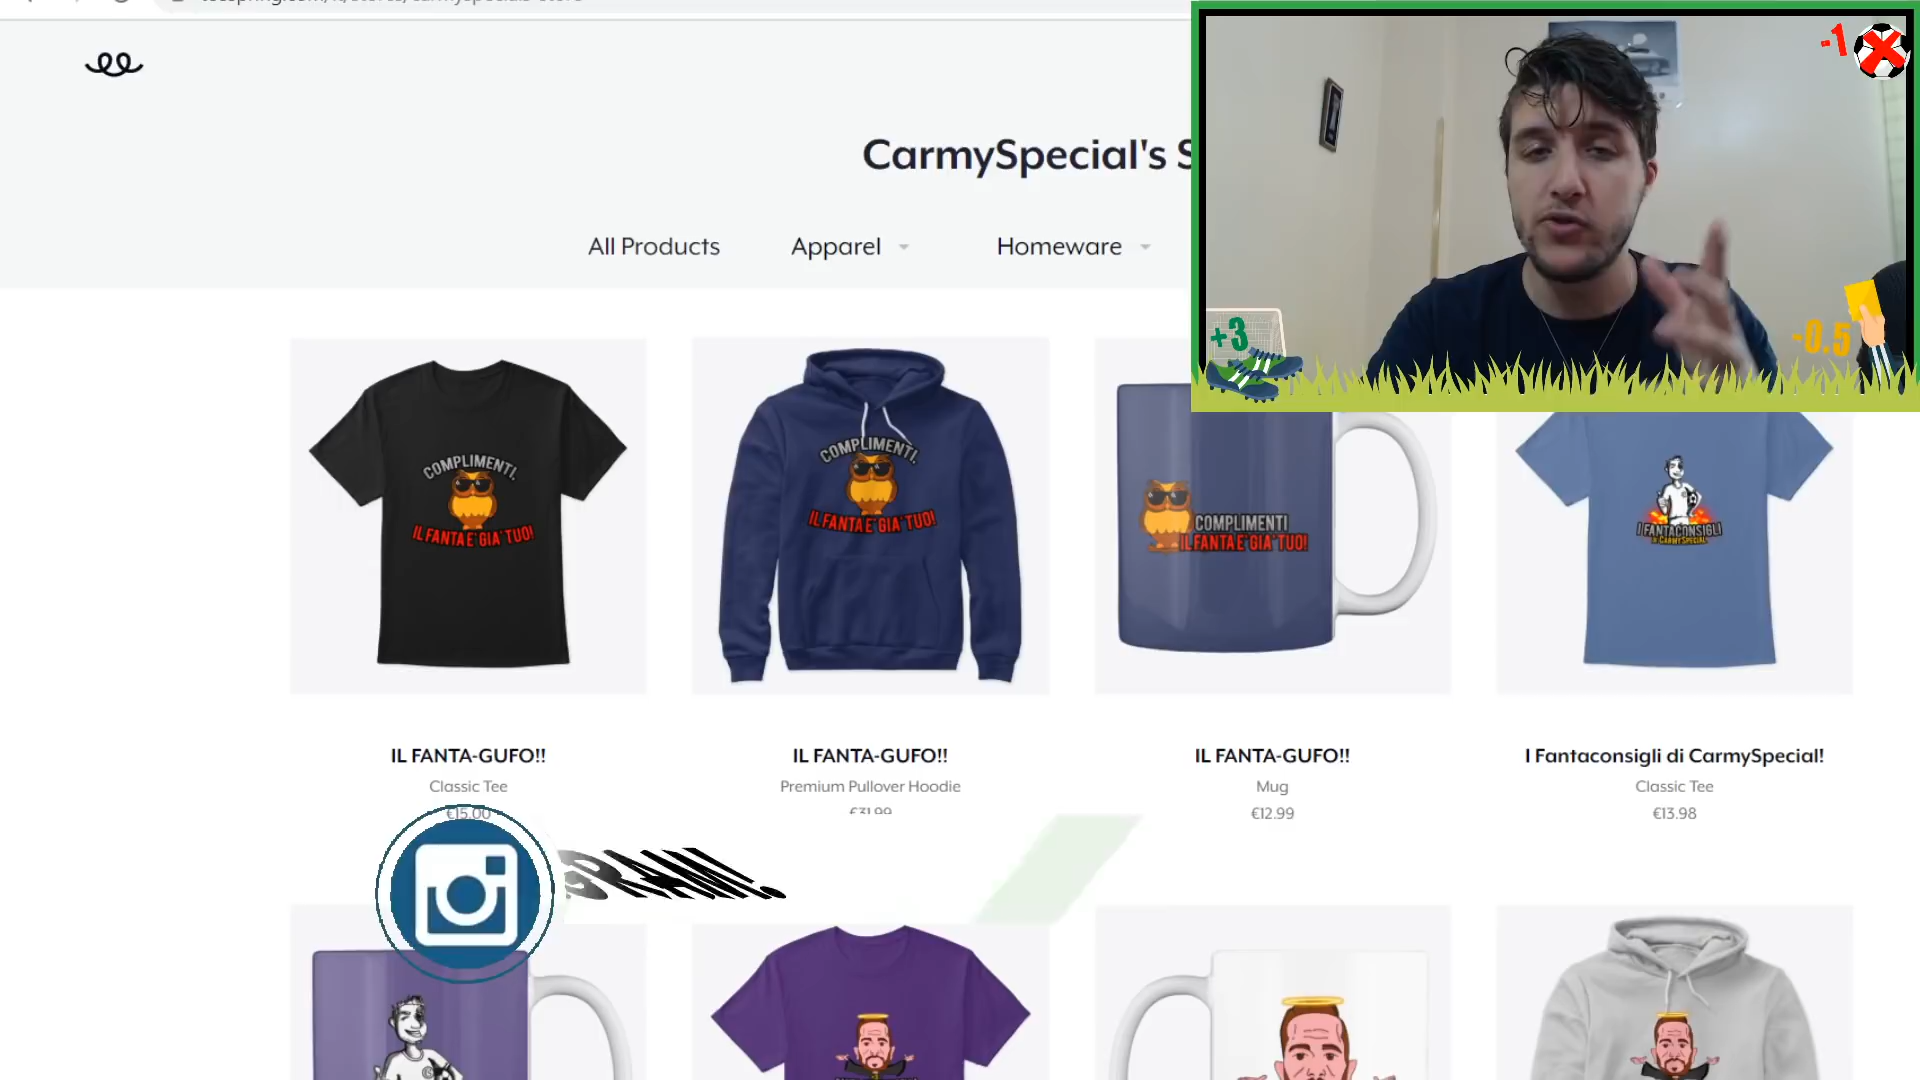 CarmySpecial's S
-1
All Products
Apparel
Homeware
+3
-0.5
COMPLIMENTI,
IL FANTA E' GIA' TUO!
COMPLIMENTI,
IL FANTA E' GIA' TUO!
COMPLIMENTI
IL FANTA E' GIA' TUO!
I FANTACONSIGLI
di CARMYSPECIAL
IL FANTA-GUFO!!
Classic Tee
€15.00
IL FANTA-GUFO!!
Premium Pullover Hoodie
€31.99
IL FANTA-GUFO!!
Mug
€12.99
I Fantaconsigli di CarmySpecial!
Classic Tee
€13.98